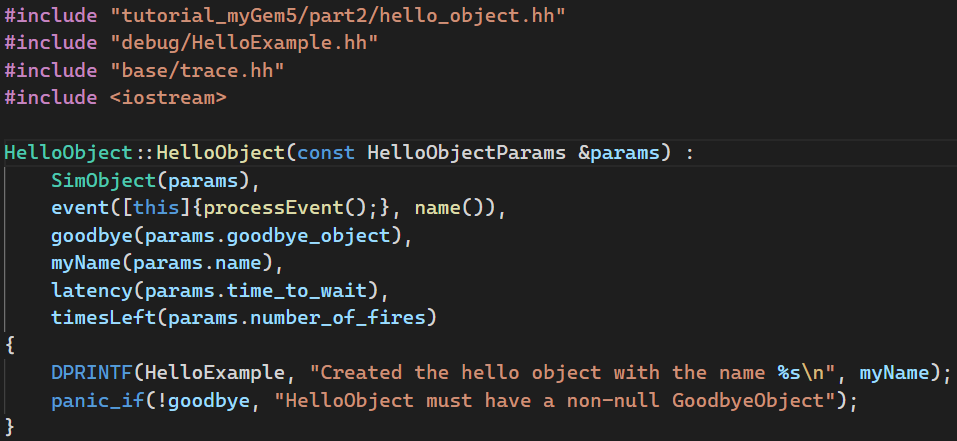 #include "tutorial_myGem5/part2/hello_object.hh"
#include "debug/HelloExample.hh"
#include "base/trace.hh"
#include <iostream>
HelloObject::HelloObject(const HelloObjectParams &params) :
SimObject(params),
event([this]{processEvent();}, name()),
goodbye(params.goodbye_object),
myName(params.name),
latency(params.time_to_wait),
timesLeft(params.number_of_fires)
{
DPRINTF(HelloExample, "Created the hello object with the name %s\n", myName);
panic_if(!goodbye, "HelloObject must have a non-null GoodbyeObject");
}